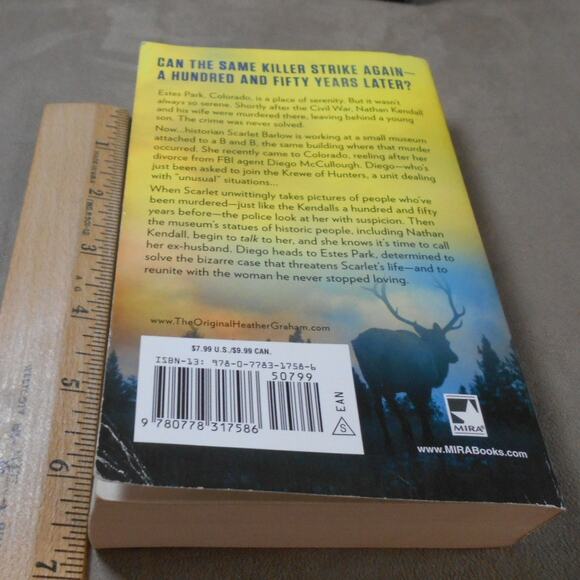 CAN THE SAME KILLER STRIKE AGAIN—
A HUNDRED AND FIFTY YEARS LATER?
Estes Park, Colorado, is a place of serenity. But it wasn't
always so serene. Shortly after the Civil War, Nathan Kendall
and his wife were murdered there, leaving behind a young
son. The crime was never solved.
Now...historian Scarlet Barlow is working at a small museum
attached to a B and B, the same building where that murder
occurred. She recently came to Colorado, reeling after her
divorce from FBI agent Diego McCullough. Diego—who's
just been asked to join the Krewe of Hunters, a unit dealing
with "unusual" situations...
When Scarlet unwittingly takes pictures of people who've
been murdered—just like the Kendalls a hundred and fifty
years before—the police look at her with suspicion. Then
the museum's statues of historic people, including Nathan
Kendall, begin to talk to her, and she knows it's time to call
her ex-husband. Diego heads to Estes Park, determined to
solve the bizarre case that threatens Scarlet's life—and to
reunite with the woman he never stopped loving.
www.TheOriginalHeatherGraham.com
$7.99 U.S./$9.99 CAN.
ISBN-13: 978-0-7783-1758-6
50799
9 780778 317586
EAN
S
MIRA
www.MIRABooks.com
1
2
3
4
5
6
7